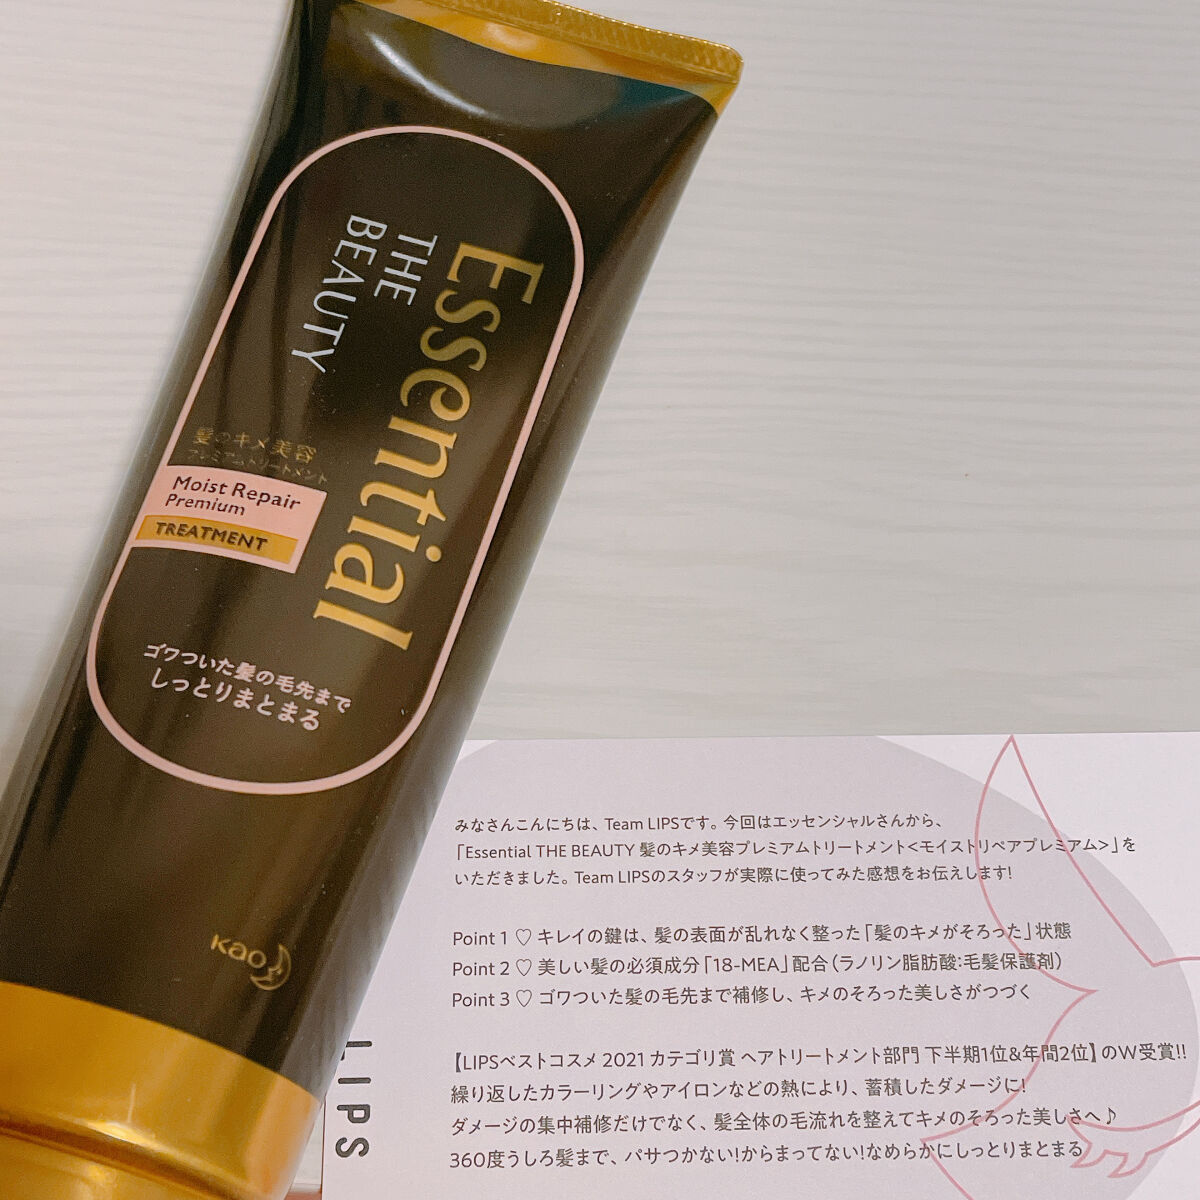 Essential
THE
BEAUTY
髪のキメ美容
プレミアムトリートメント
Moist Repair
Premium
TREATMENT
ゴワついた髪の毛先まで
しっとりまとまる
Kao
LIPS
みなさんこんにちは、Team LIPSです。今回はエッセンシャルさんから、
「Essential THE BEAUTY 髪のキメ美容プレミアムトリートメント<モイストリペアプレミアム>」を
いただきました。Team LIPSのスタッフが実際に使ってみた感想をお伝えします!
Point 1 ♡ キレイの鍵は、髪の表面が乱れなく整った「髪のキメがそろった」状態
Point 2 ♡ 美しい髪の必須成分「18-MEA」配合(ラノリン脂肪酸:毛髪保護剤)
Point 3 ♡ ゴワついた髪の毛先まで補修し、キメのそろった美しさがつづく
【LIPSベストコスメ2021 カテゴリ賞 ヘアトリートメント部門 下半期1位&年間2位】のW受賞!!
繰り返したカラーリングやアイロンなどの熱により、蓄積したダメージに!
ダメージの集中補修だけでなく、髪全体の毛流れを整えてキメのそろった美しさへ♪
360度うしろ髪まで、パサつかない!からまってない!なめらかにしっとりまとまる